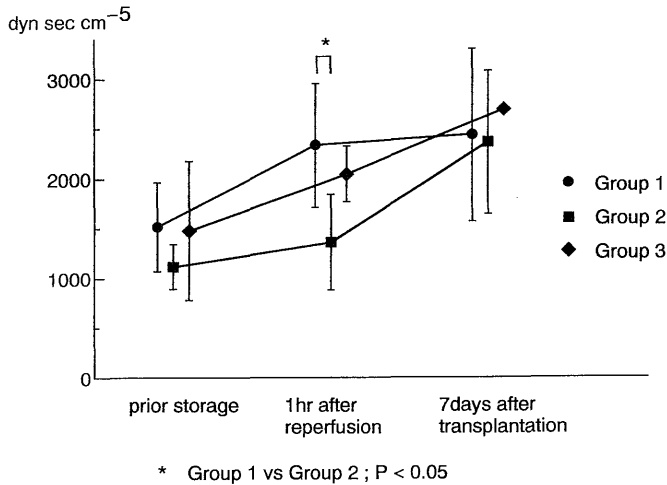 dyn sec cm⁻⁵
*
3000
2000
1000
0
Group 1
Group 2
Group 3
prior storage
1hr after
reperfusion
7days after
transplantation
* Group 1 vs Group 2 ; P < 0.05